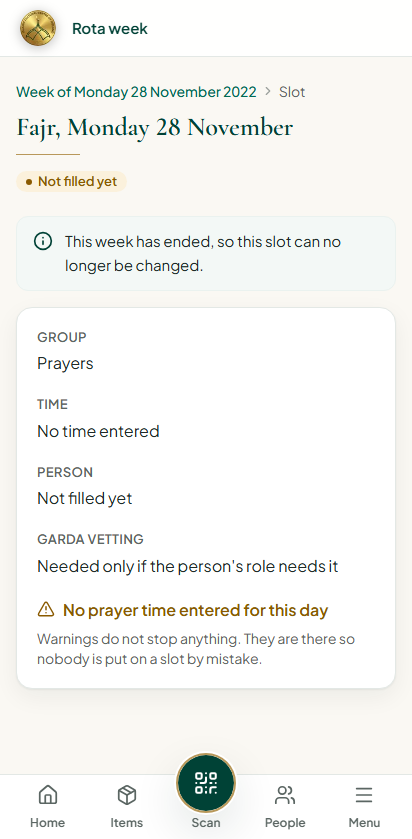 Rota week
Week of Monday 28 November 2022 > Slot
Fajr, Monday 28 November
Not filled yet
This week has ended, so this slot can no
longer be changed.
GROUP
Prayers
TIME
No time entered
PERSON
Not filled yet
GARDA VETTING
Needed only if the person's role needs it
No prayer time entered for this day
Warnings do not stop anything. They are there so
nobody is put on a slot by mistake.
Home
Items
Scan
People
Menu